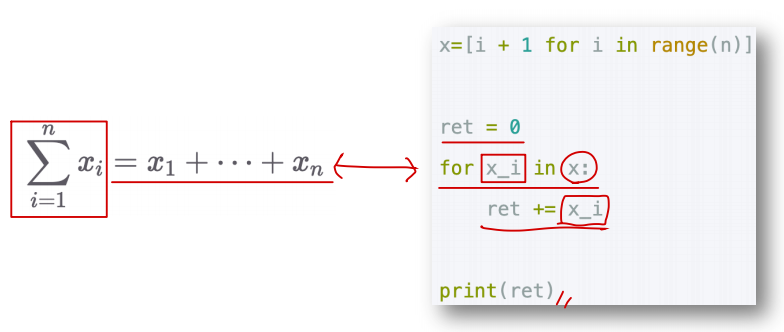 $$\sum_{i=1}^{n} x_i = x_1 + \cdots + x_n$$
x=[i + 1 for i in range(n)]
ret = 0
for x_i in x:
    ret += x_i
print(ret)